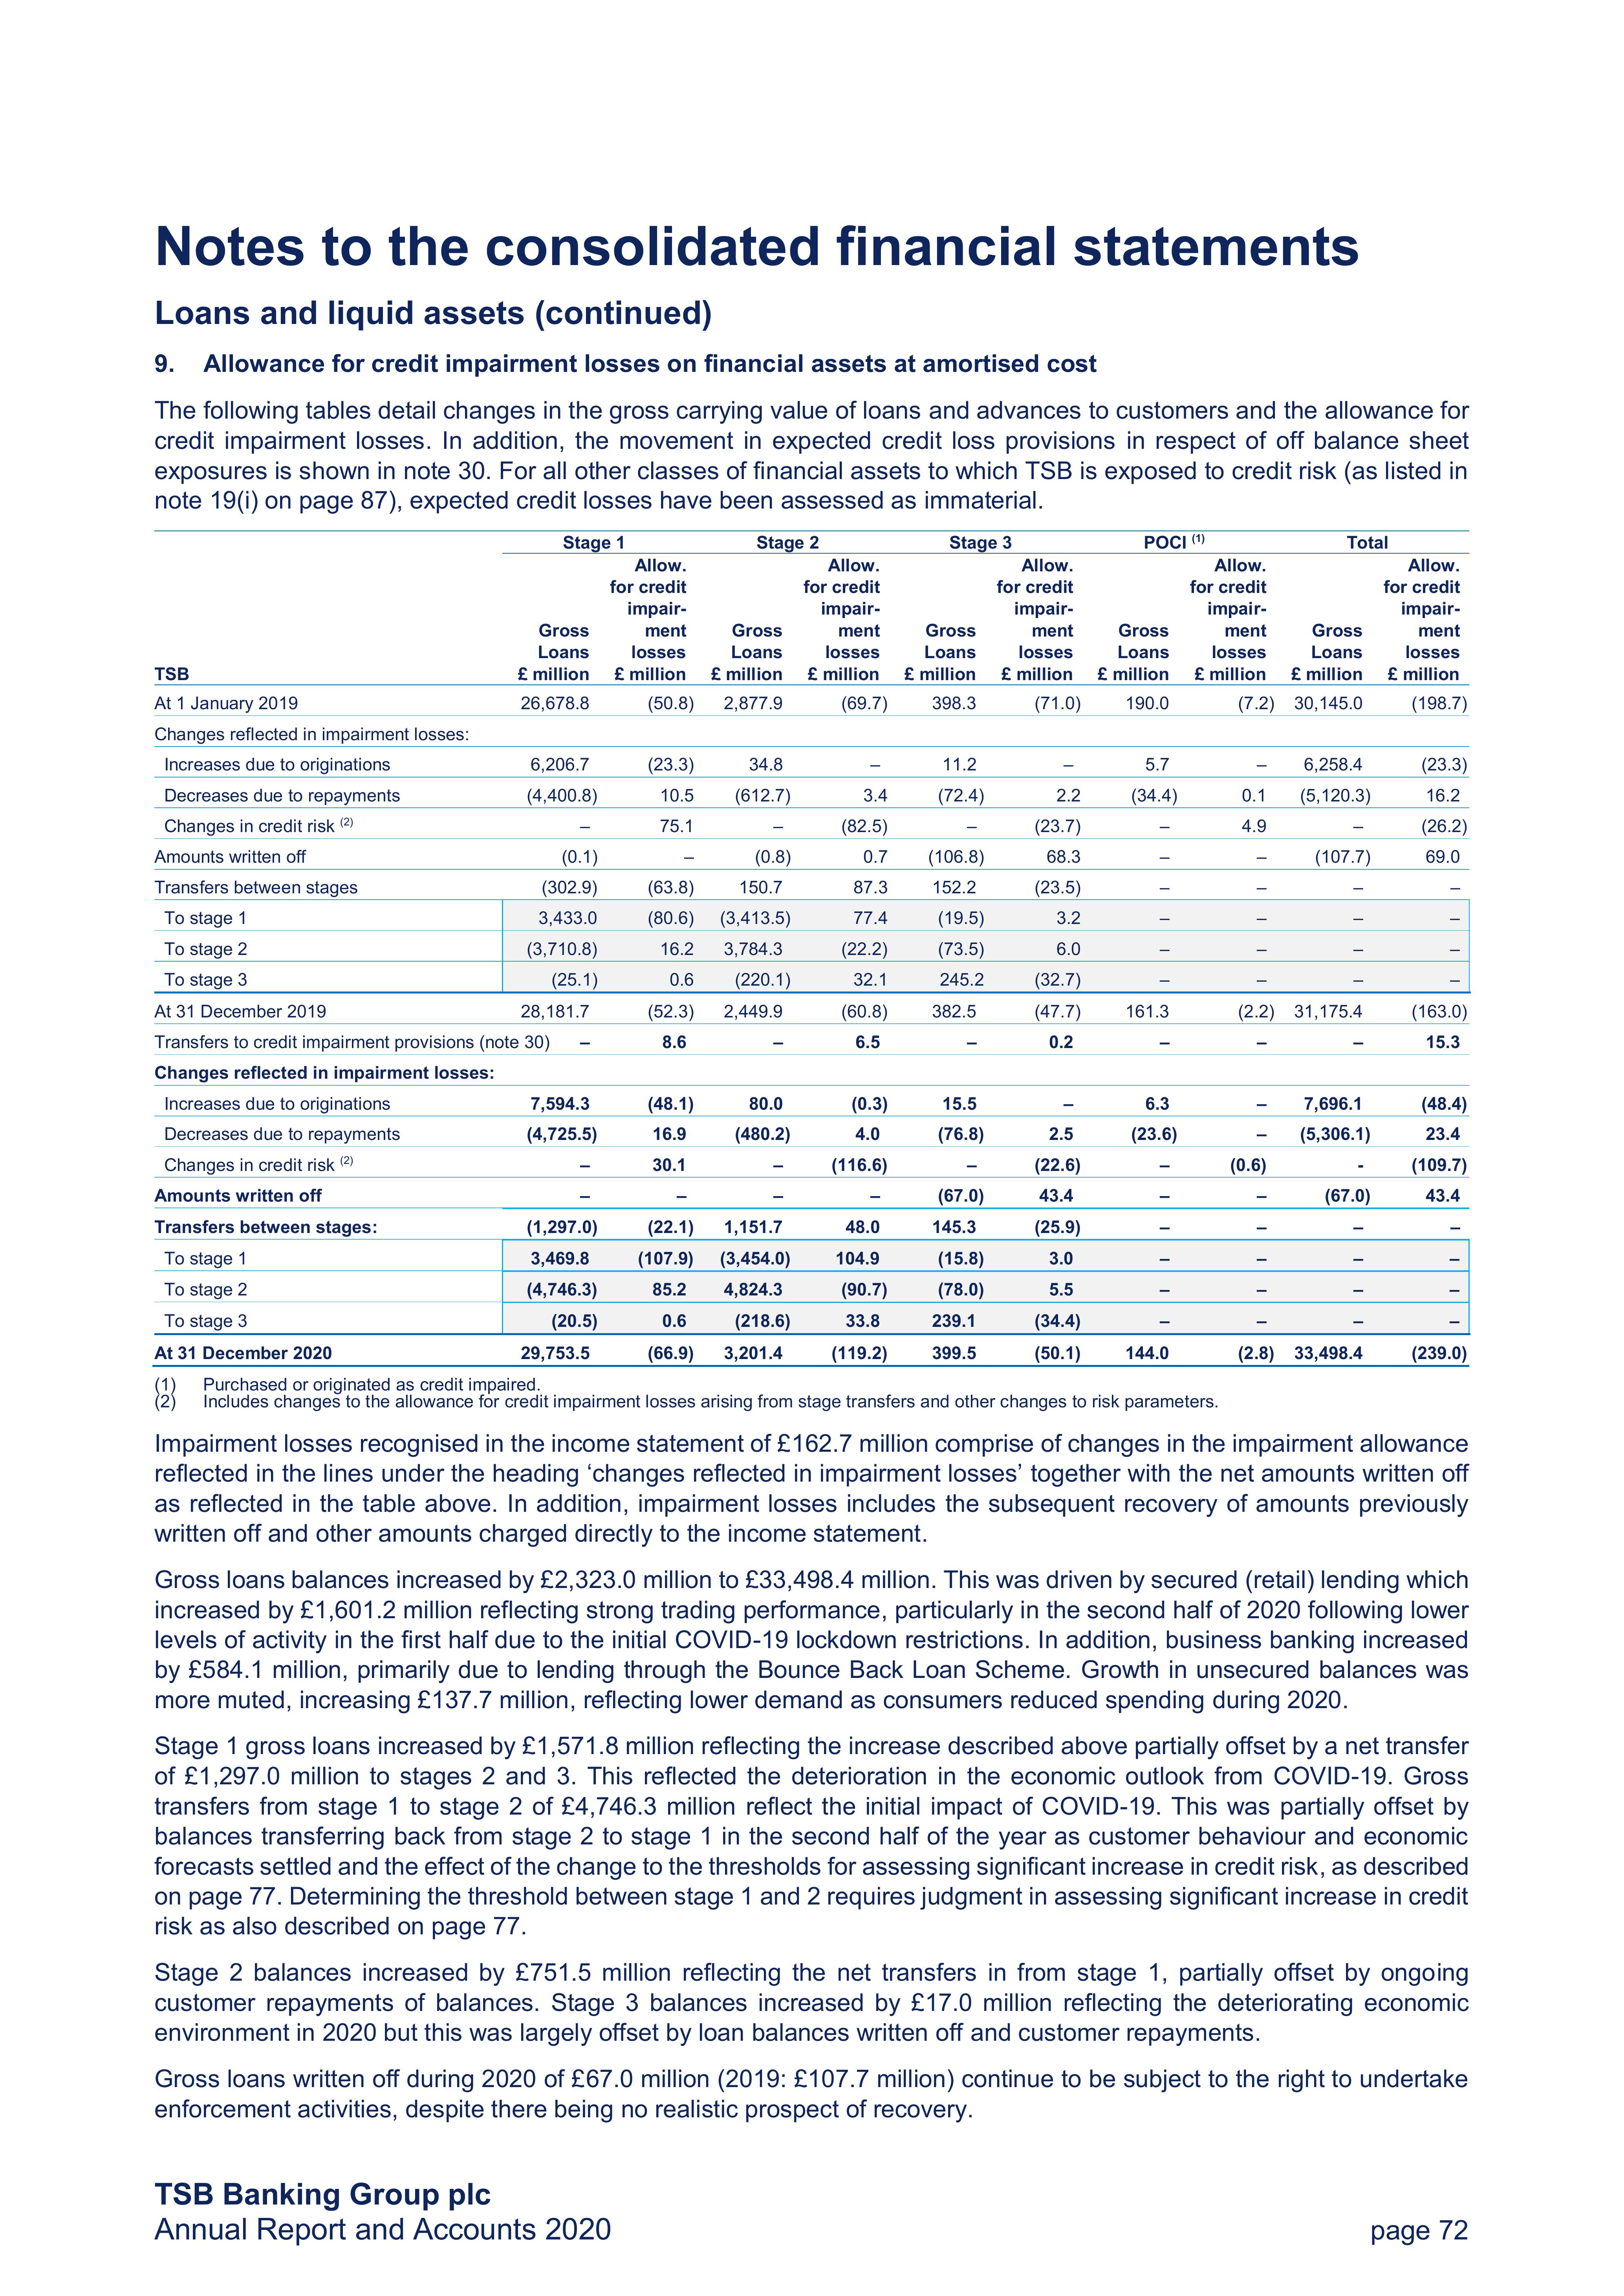 Notes to the consolidated financial statements
Loans and liquid assets (continued)
9. Allowance for credit impairment losses on financial assets at amortised cost
The following tables detail changes in the gross carrying value of loans and advances to customers and the allowance for
credit impairment losses. In addition, the movement in expected credit loss provisions in respect of off balance sheet
exposures is shown in note 30. For all other classes of financial assets to which TSB is exposed to credit risk (as listed in
note 19(i) on page 87), expected credit losses have been assessed as immaterial.
Stage 1 Stage 2 Stage 3 POCI (1) Total
Allow. Allow. Allow. Allow. Allow.
for credit for credit for credit for credit for credit
impair- impair- impair- impair- impair-
Gross ment Gross ment Gross ment Gross ment Gross ment
Loans losses Loans losses Loans losses Loans losses Loans losses
TSB £ million £ million £ million £ million £ million £ million £ million £ million £ million £ million
At 1 January 2019 26,678.8 (50.8) 2,877.9 (69.7) 398.3 (71.0) 190.0 (7.2) 30,145.0 (198.7)
Changes reflected in impairment losses:
Increases due to originations 6,206.7 (23.3) 34.8 – 11.2 – 5.7 – 6,258.4 (23.3)
Decreases due to repayments (4,400.8) 10.5 (612.7) 3.4 (72.4) 2.2 (34.4) 0.1 (5,120.3) 16.2
Changes in credit risk (2) – 75.1 – (82.5) – (23.7) – 4.9 – (26.2)
Amounts written off (0.1) – (0.8) 0.7 (106.8) 68.3 – – (107.7) 69.0
Transfers between stages (302.9) (63.8) 150.7 87.3 152.2 (23.5) – – – –
To stage 1 3,433.0 (80.6) (3,413.5) 77.4 (19.5) 3.2 – – – –
To stage 2 (3,710.8) 16.2 3,784.3 (22.2) (73.5) 6.0 – – – –
To stage 3 (25.1) 0.6 (220.1) 32.1 245.2 (32.7) – – – –
At 31 December 2019 28,181.7 (52.3) 2,449.9 (60.8) 382.5 (47.7) 161.3 (2.2) 31,175.4 (163.0)
Transfers to credit impairment provisions (note 30) – 8.6 – 6.5 – 0.2 – – – 15.3
Changes reflected in impairment losses:
Increases due to originations 7,594.3 (48.1) 80.0 (0.3) 15.5 – 6.3 – 7,696.1 (48.4)
Decreases due to repayments (4,725.5) 16.9 (480.2) 4.0 (76.8) 2.5 (23.6) – (5,306.1) 23.4
Changes in credit risk (2) – 30.1 – (116.6) – (22.6) – (0.6) - (109.7)
Amounts written off – – – – (67.0) 43.4 – – (67.0) 43.4
Transfers between stages: (1,297.0) (22.1) 1,151.7 48.0 145.3 (25.9) – – – –
To stage 1 3,469.8 (107.9) (3,454.0) 104.9 (15.8) 3.0 – – – –
To stage 2 (4,746.3) 85.2 4,824.3 (90.7) (78.0) 5.5 – – – –
To stage 3 (20.5) 0.6 (218.6) 33.8 239.1 (34.4) – – – –
At 31 December 2020 29,753.5 (66.9) 3,201.4 (119.2) 399.5 (50.1) 144.0 (2.8) 33,498.4 (239.0)
(1) Purchased or originated as credit impaired.
(2) Includes changes to the allowance for credit impairment losses arising from stage transfers and other changes to risk parameters.
Impairment losses recognised in the income statement of £162.7 million comprise of changes in the impairment allowance
reflected in the lines under the heading ‘changes reflected in impairment losses’ together with the net amounts written off
as reflected in the table above. In addition, impairment losses includes the subsequent recovery of amounts previously
written off and other amounts charged directly to the income statement.
Gross loans balances increased by £2,323.0 million to £33,498.4 million. This was driven by secured (retail) lending which
increased by £1,601.2 million reflecting strong trading performance, particularly in the second half of 2020 following lower
levels of activity in the first half due to the initial COVID-19 lockdown restrictions. In addition, business banking increased
by £584.1 million, primarily due to lending through the Bounce Back Loan Scheme. Growth in unsecured balances was
more muted, increasing £137.7 million, reflecting lower demand as consumers reduced spending during 2020.
Stage 1 gross loans increased by £1,571.8 million reflecting the increase described above partially offset by a net transfer
of £1,297.0 million to stages 2 and 3. This reflected the deterioration in the economic outlook from COVID-19. Gross
transfers from stage 1 to stage 2 of £4,746.3 million reflect the initial impact of COVID-19. This was partially offset by
balances transferring back from stage 2 to stage 1 in the second half of the year as customer behaviour and economic
forecasts settled and the effect of the change to the thresholds for assessing significant increase in credit risk, as described
on page 77. Determining the threshold between stage 1 and 2 requires judgment in assessing significant increase in credit
risk as also described on page 77.
Stage 2 balances increased by £751.5 million reflecting the net transfers in from stage 1, partially offset by ongoing
customer repayments of balances. Stage 3 balances increased by £17.0 million reflecting the deteriorating economic
environment in 2020 but this was largely offset by loan balances written off and customer repayments.
Gross loans written off during 2020 of £67.0 million (2019: £107.7 million) continue to be subject to the right to undertake
enforcement activities, despite there being no realistic prospect of recovery.
TSB Banking Group plc
Annual Report and Accounts 2020 page 72